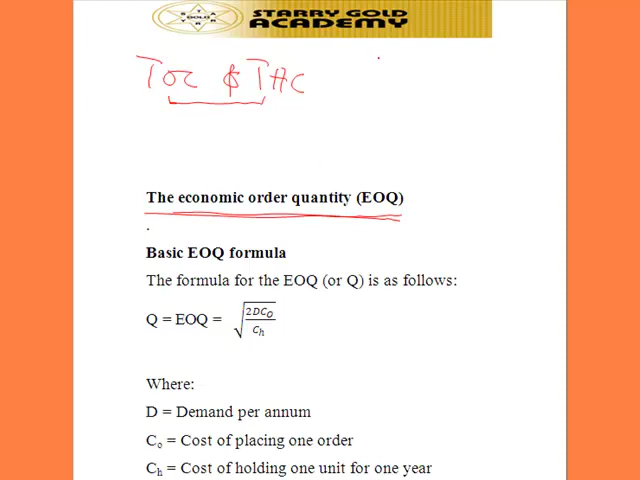 STARRY GOLD
ACADEMY
TOC & THC
The economic order quantity (EOQ)
.
Basic EOQ formula
The formula for the EOQ (or Q) is as follows:
Q = EOQ = √(2DC₀/Cₕ)
Where:
D = Demand per annum
Cₒ = Cost of placing one order
Cₕ = Cost of holding one unit for one year